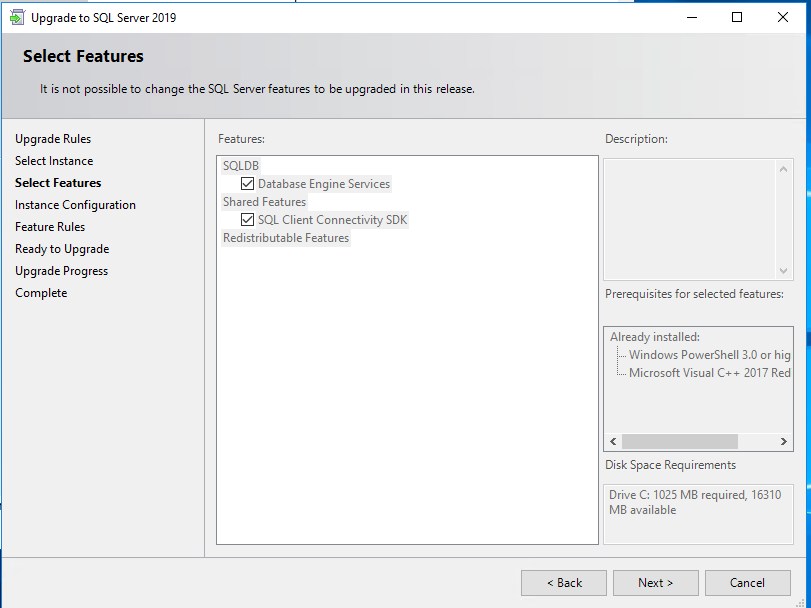 Upgrade to SQL Server 2019
Select Features
It is not possible to change the SQL Server features to be upgraded in this release.
Upgrade Rules
Select Instance
Select Features
Instance Configuration
Feature Rules
Ready to Upgrade
Upgrade Progress
Complete
Features:
SQLDB
Database Engine Services
Shared Features
SQL Client Connectivity SDK
Redistributable Features
Description:
Prerequisites for selected features:
Already installed:
Windows PowerShell 3.0 or hig
Microsoft Visual C++ 2017 Red
Disk Space Requirements
Drive C: 1025 MB required, 16310
MB available
< Back
Next >
Cancel